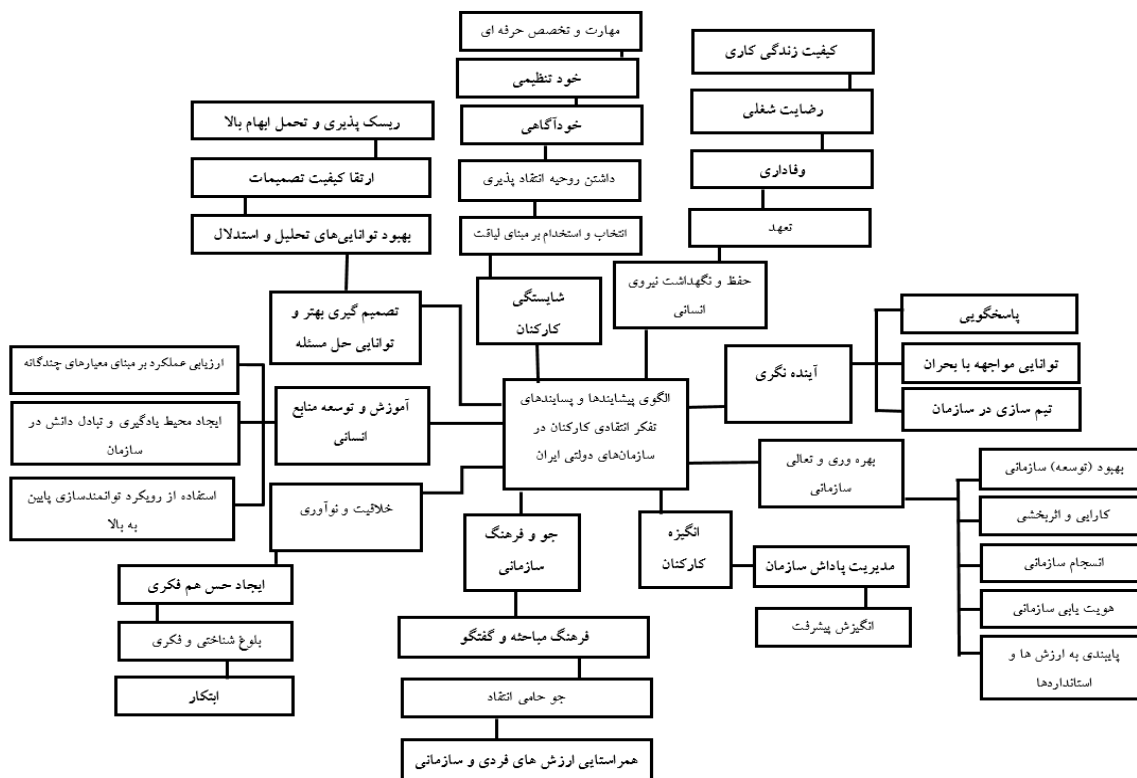 مهارت و تخصص حرفه ای
خود تنظیمی
خودآگاهی
داشتن روحیه انتقاد پذیری
انتخاب و استخدام بر مبنای لیاقت
شایستگی
کارکنان
کیفیت زندگی کاری
رضایت شغلی
وفاداری
تعهد
حفظ و نگهداشت نیروی
انسانی
ریسک پذیری و تحمل ابهام بالا
ارتقا کیفیت تصمیمات
بهبود توانایی‌های تحلیل و استدلال
تصمیم گیری بهتر و
توانایی حل مسئله
پاسخگویی
توانایی مواجهه با بحران
تیم سازی در سازمان
آینده نگری
الگوی پیشایندها و پسایندهای
تفکر انتقادی کارکنان در
سازمان‌های دولتی ایران
آموزش و توسعه منابع
انسانی
ارزیابی عملکرد بر مبنای معیارهای چندگانه
ایجاد محیط یادگیری و تبادل دانش در
سازمان
استفاده از رویکرد توانمندسازی پایین
به بالا
بهره وری و تعالی
سازمانی
بهبود (توسعه) سازمانی
کارایی و اثربخشی
انسجام سازمانی
هویت یابی سازمانی
پایبندی به ارزش ها و
استانداردها
خلاقیت و نوآوری
ایجاد حس هم فکری
بلوغ شناختی و فکری
ابتکار
جو و فرهنگ
سازمانی
فرهنگ مباحثه و گفتگو
جو حامی انتقاد
همراستایی ارزش های فردی و سازمانی
انگیزه
کارکنان
مدیریت پاداش سازمان
انگیزش پیشرفت